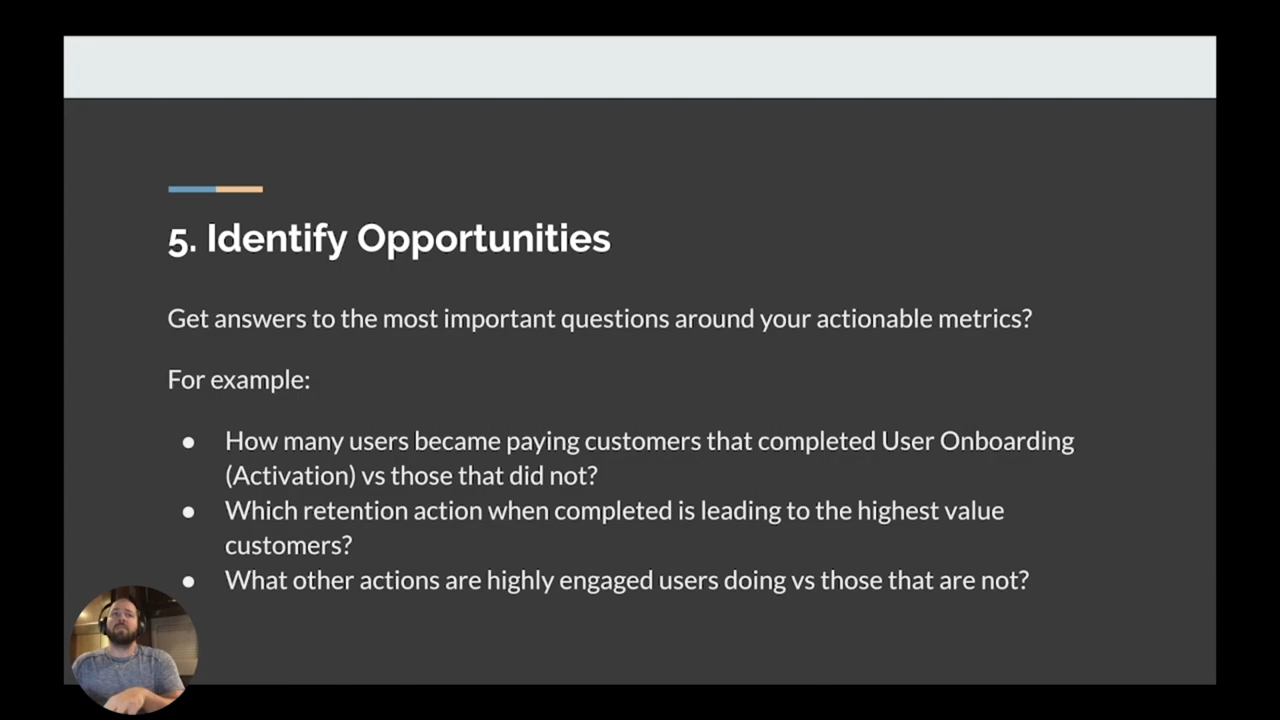 5. Identify Opportunities
Get answers to the most important questions around your actionable metrics?
For example:
● How many users became paying customers that completed User Onboarding
(Activation) vs those that did not?
● Which retention action when completed is leading to the highest value
customers?
● What other actions are highly engaged users doing vs those that are not?